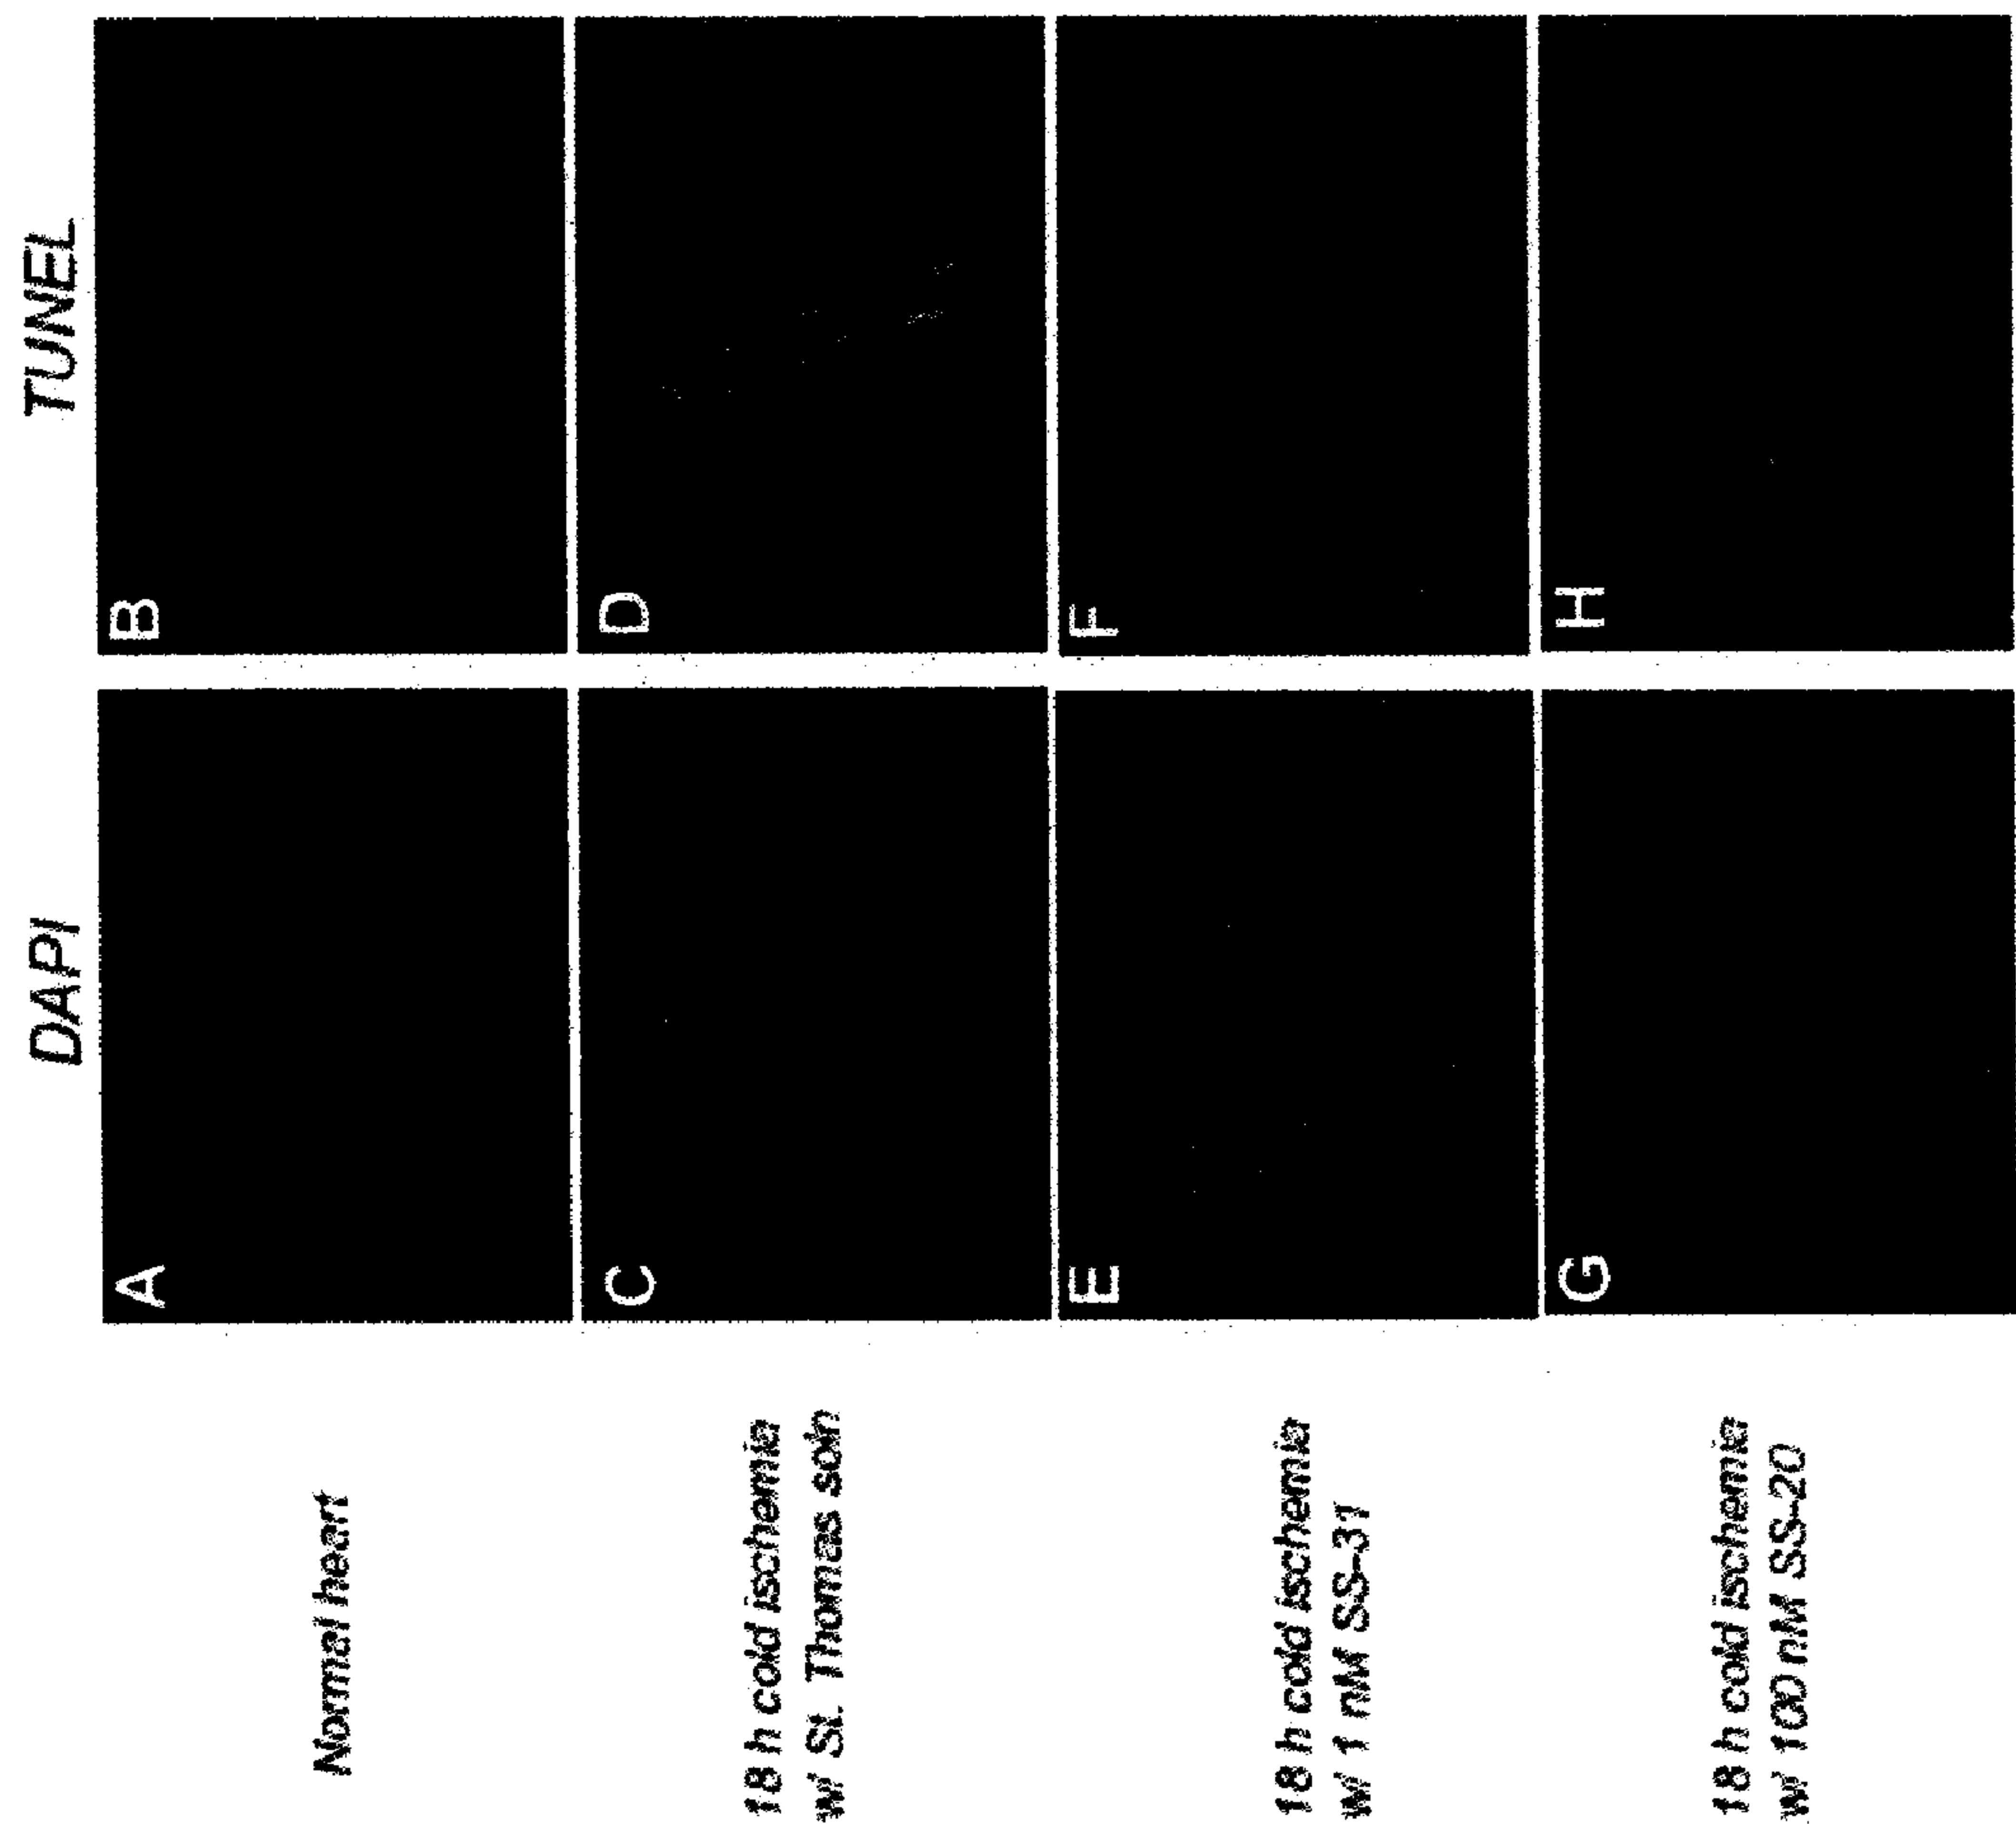 DAPI
TUNEL
Normal heart
A
B
18 h cold ischemia
w/ St. Thomas soln
C
D
18 h cold ischemia
w/ 1 nM SS-31
E
F
18 h cold ischemia
w/ 100 nM SS-20
G
H